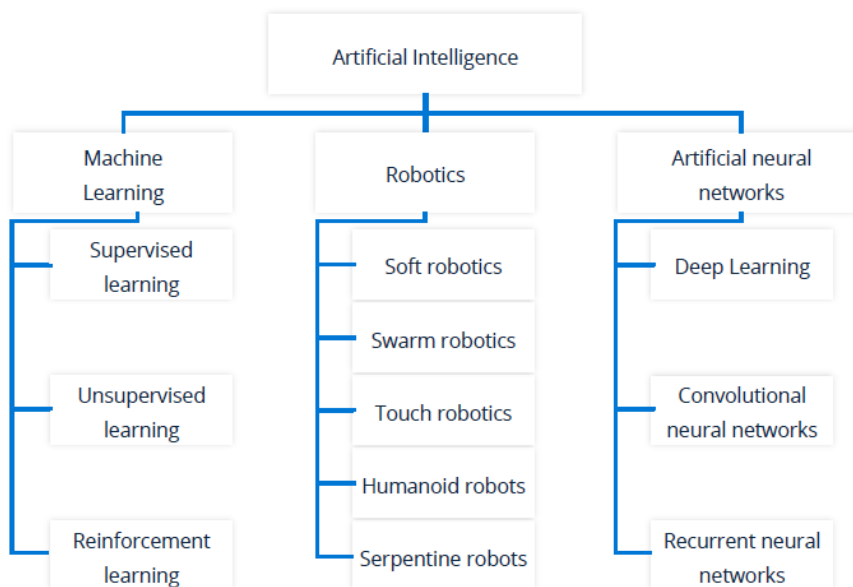 Artificial Intelligence
Machine
Learning
Robotics
Artificial neural
networks
Supervised
learning
Unsupervised
learning
Reinforcement
learning
Soft robotics
Swarm robotics
Touch robotics
Humanoid robots
Serpentine robots
Deep Learning
Convolutional
neural networks
Recurrent neural
networks